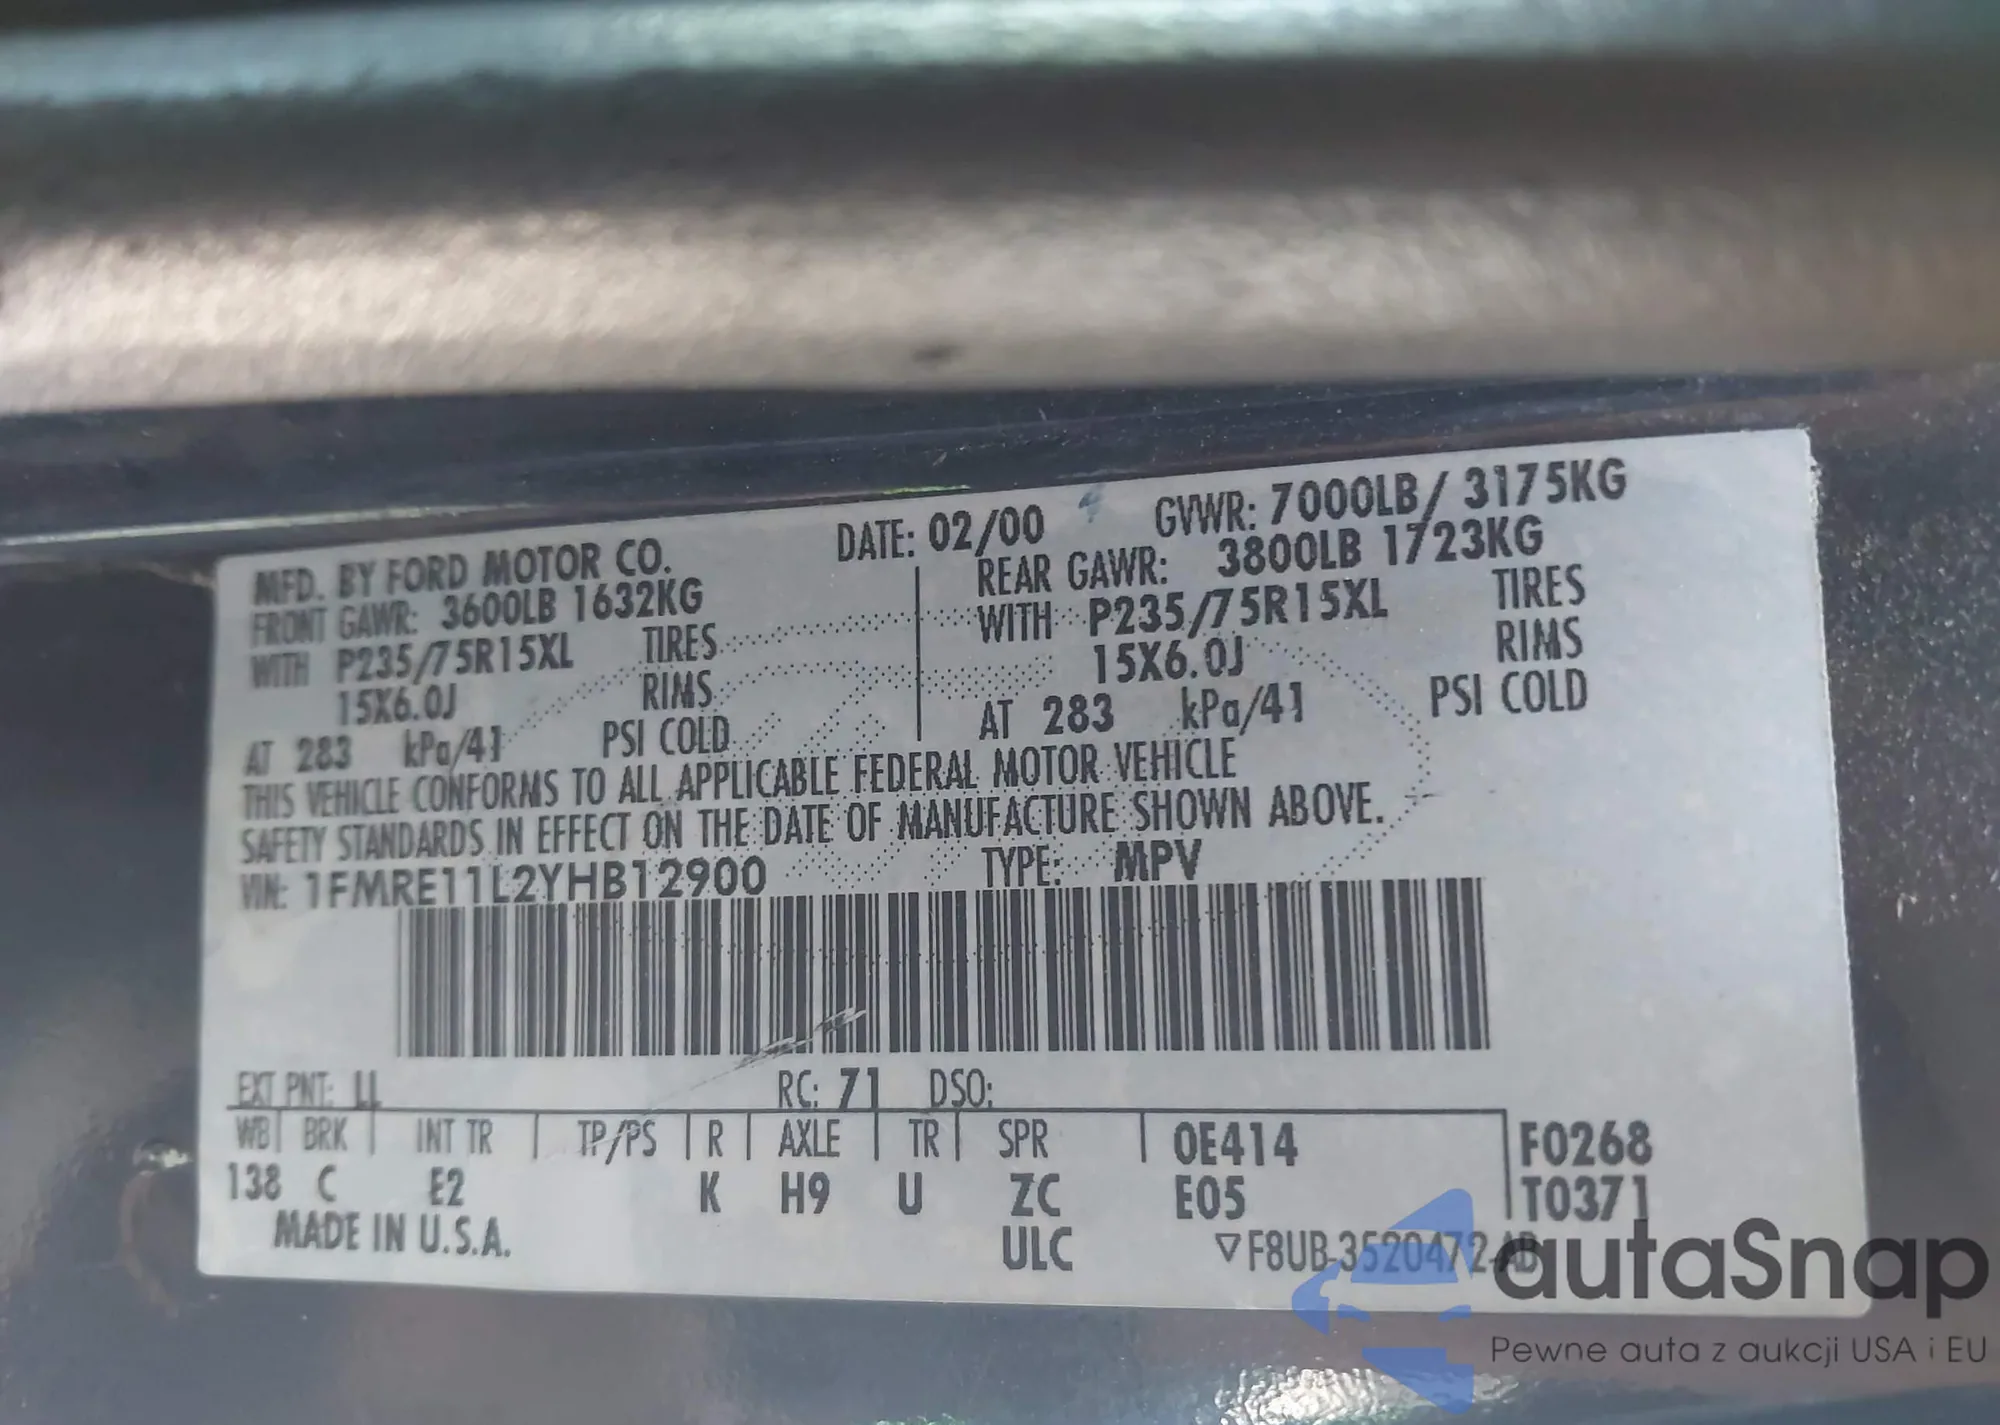 MFD. BY FORD MOTOR CO. DATE: 02/00 GVWR: 7000LB/ 3175KG
FRONT GAWR: 3600LB 1632KG REAR GAWR: 3800LB 1723KG
WITH P235/75R15XL TIRES WITH P235/75R15XL TIRES
15X6.0J RIMS 15X6.0J RIMS
AT 283 kPa/41 PSI COLD AT 283 kPa/41 PSI COLD
THIS VEHICLE CONFORMS TO ALL APPLICABLE FEDERAL MOTOR VEHICLE
SAFETY STANDARDS IN EFFECT ON THE DATE OF MANUFACTURE SHOWN ABOVE.
VIN: 1FMRE11L2YHB12900 TYPE: MPV
EXT PNT: LL RC: 71 DSO:
WB BRK INT TR TP/PS R AXLE TR SPR 0E414 F0268
138 C E2 K H9 U ZC E05 T0371
MADE IN U.S.A. ULC ▽F8UB-3520472-AB
autaSnap
Pewne auta z aukcji USA i EU